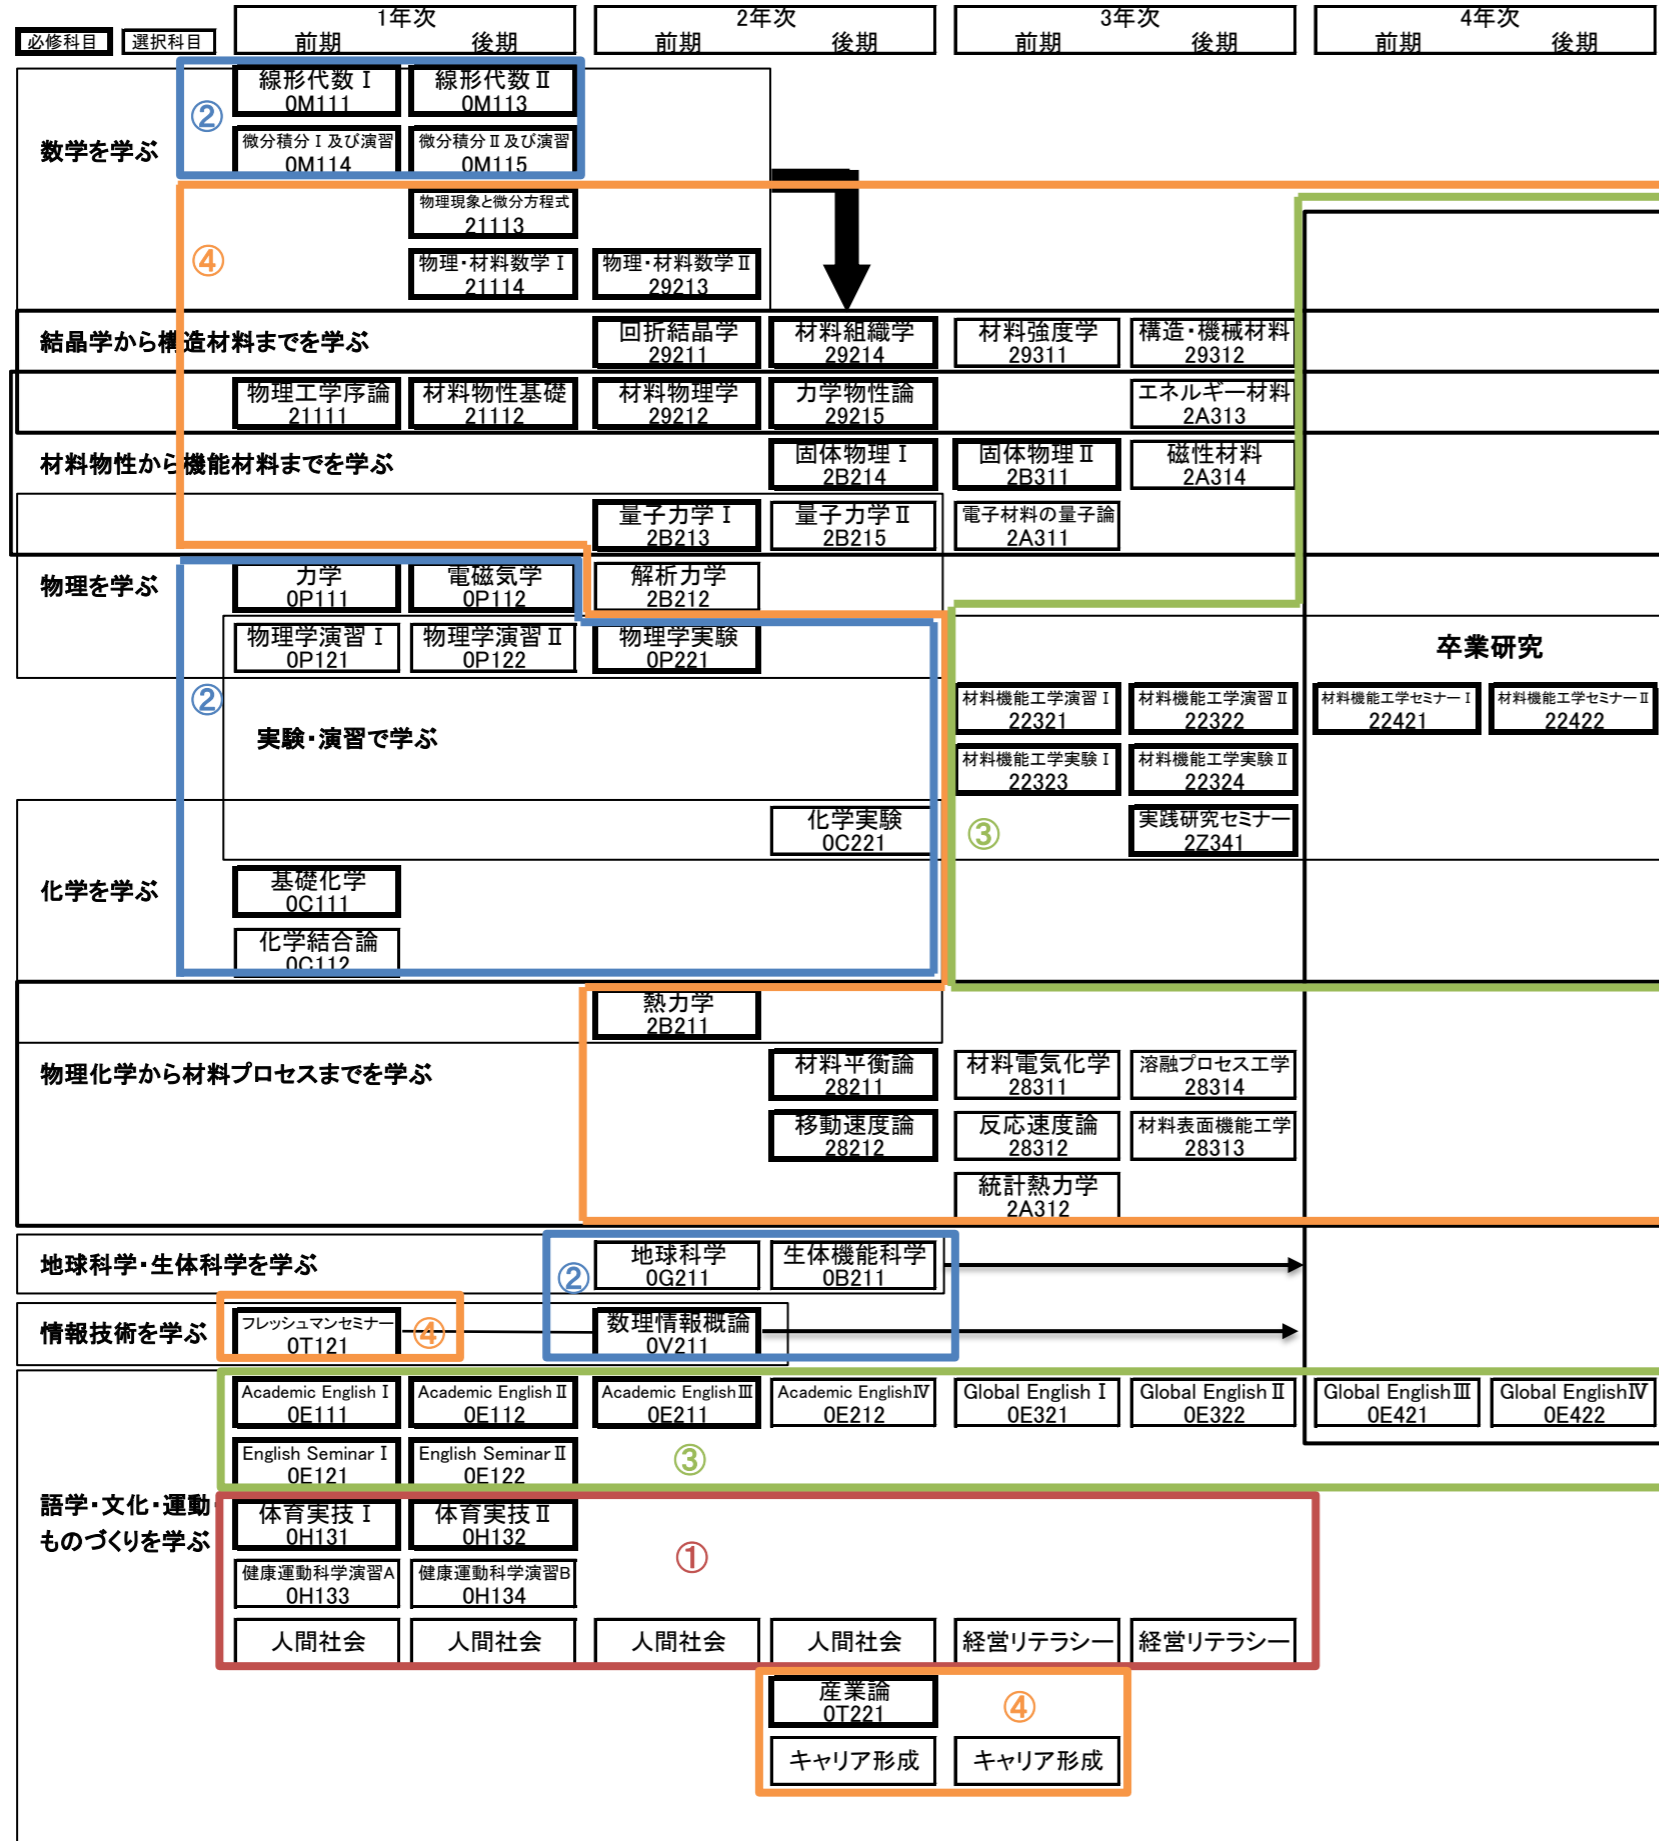 1年次
2年次
3年次
4年次
必修科目 選択科目
前期 後期 前期 後期 前期 後期 前期 後期
線形代数Ⅰ 線形代数Ⅱ
0M111 0M113
②
数学を学ぶ
微分積分Ⅰ及び演習 微分積分Ⅱ及び演習
0M114 0M115
物理現象と微分方程式
21113
④
物理・材料数学Ⅰ 物理・材料数学Ⅱ
21114 29213
結晶学から構造材料までを学ぶ
回折結晶学 材料組織学 材料強度学 構造・機械材料
29211 29214 29311 29312
物理工学序論 材料物性基礎 材料物理学 力学物性論 エネルギー材料
21111 21112 29212 29215 2A313
材料物性から機能材料までを学ぶ
固体物理Ⅰ 固体物理Ⅱ 磁性材料
2B214 2B311 2A314
量子力学Ⅰ 量子力学Ⅱ 電子材料の量子論
2B213 2B215 2A311
物理を学ぶ
力学 電磁気学 解析力学
0P111 0P112 2B212
物理学演習Ⅰ 物理学演習Ⅱ 物理学実験
0P121 0P122 0P221
卒業研究
②
材料機能工学演習Ⅰ 材料機能工学演習Ⅱ 材料機能工学セミナーⅠ 材料機能工学セミナーⅡ
22321 22322 22421 22422
実験・演習で学ぶ
材料機能工学実験Ⅰ 材料機能工学実験Ⅱ
22323 22324
化学実験 実践研究セミナー
0C221 2Z341
③
化学を学ぶ
基礎化学
0C111
化学結合論
0C112
熱力学
2B211
物理化学から材料プロセスまでを学ぶ
材料平衡論 材料電気化学 溶融プロセス工学
28211 28311 28314
移動速度論 反応速度論 材料表面機能工学
28212 28312 28313
統計熱力学
2A312
地球科学・生体科学を学ぶ
②
地球科学 生体機能科学
0G211 0B211
情報技術を学ぶ
フレッシュマンセミナー ④ 数理情報概論
0T121 0V211
Academic EnglishⅠ Academic EnglishⅡ Academic EnglishⅢ Academic EnglishⅣ Global EnglishⅠ Global EnglishⅡ Global EnglishⅢ Global EnglishⅣ
0E111 0E112 0E211 0E212 0E321 0E322 0E421 0E422
English SeminarⅠ English SeminarⅡ
0E121 0E122
③
語学・文化・運動・
ものづくりを学ぶ
体育実技Ⅰ 体育実技Ⅱ
0H131 0H132
①
健康運動科学演習A 健康運動科学演習B
0H133 0H134
人間社会 人間社会 人間社会 人間社会 経営リテラシー 経営リテラシー
産業論
0T221
④
キャリア形成 キャリア形成